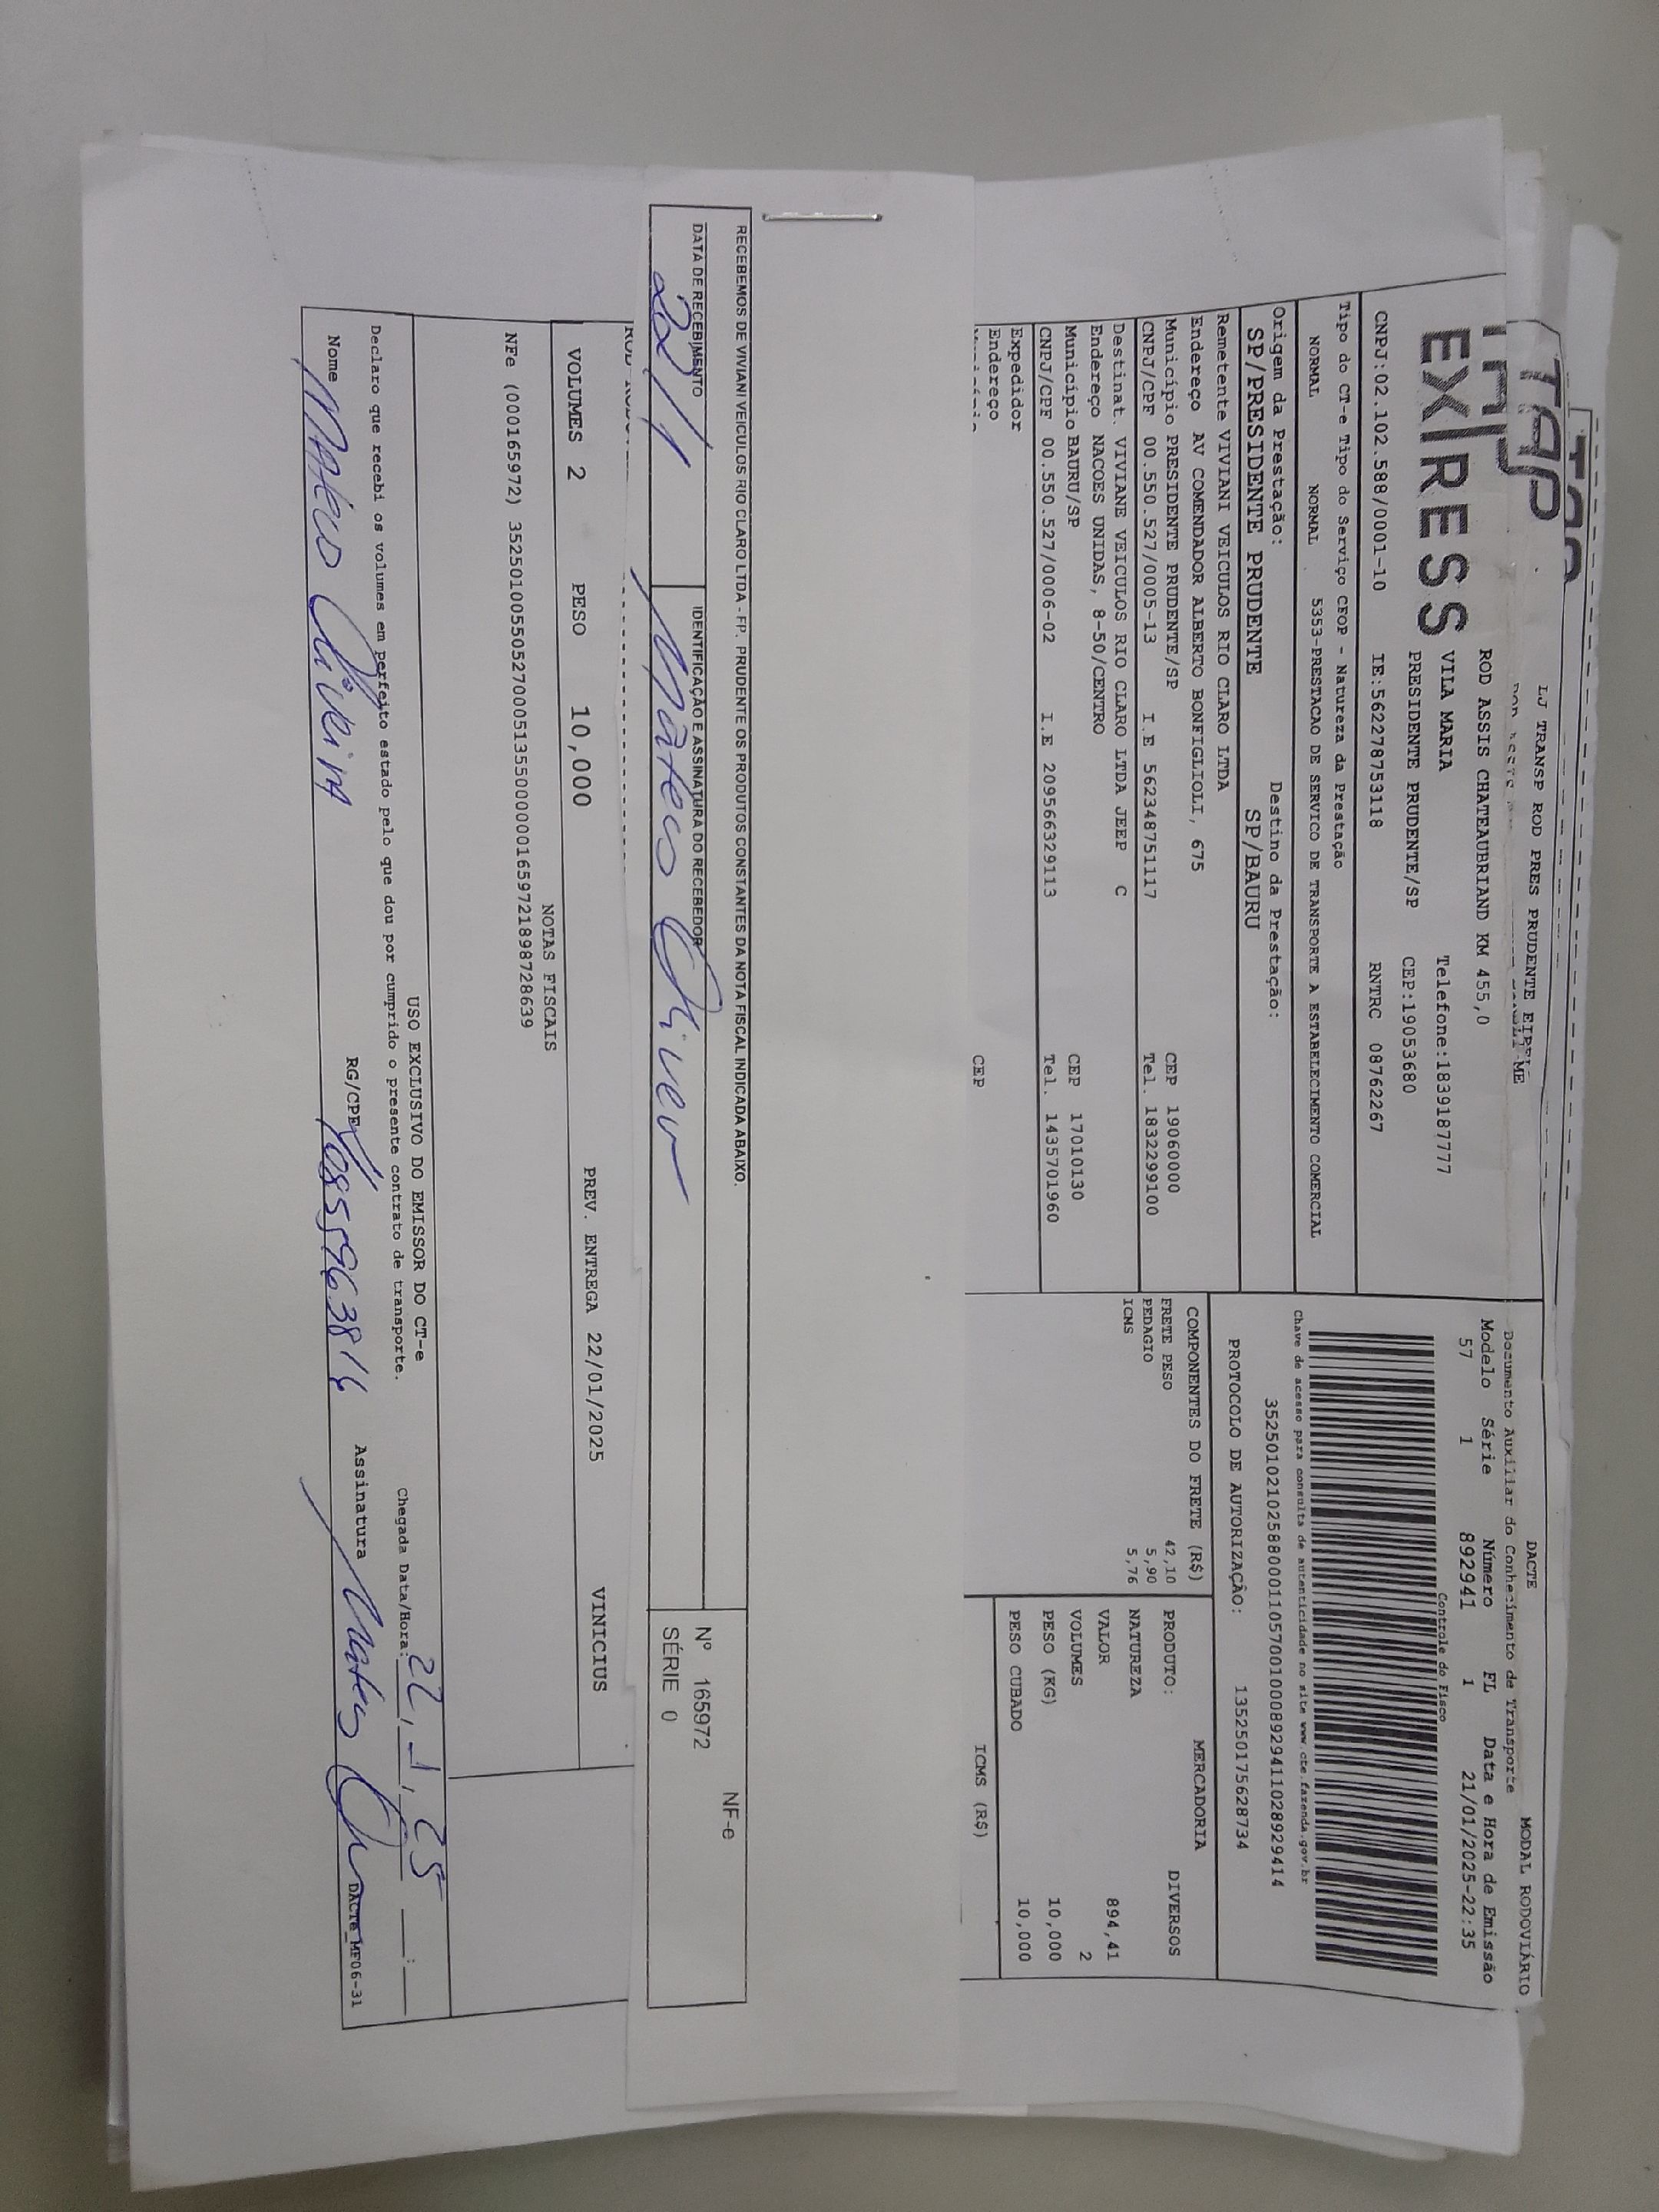 TAP
EXPRESS
LJ TRANSP ROD PRES PRUDENTE EIRELI ME
ROD ASSIS CHATEAUBRIAND KM 455,0
VILA MARIA Telefone:1839187777
PRESIDENTE PRUDENTE/SP CEP:19053680
CNPJ:02.102.588/0001-10 IE:562278753118 RNTRC 08762267
DACTE MODAL RODOVIÁRIO
Documento Auxiliar do Conhecimento de Transporte
Modelo Série Número FL Data e Hora de Emissão
57 1 892941 1 21/01/2025-22:35
Controle do Fisco
Tipo do CT-e Tipo do Serviço CFOP - Natureza da Prestação
NORMAL NORMAL 5353-PRESTACAO DE SERVICO DE TRANSPORTE A ESTABELECIMENTO COMERCIAL
Chave de acesso para consulta de autenticidade no site www.cte.fazenda.gov.br
35250102102588000110570010008929411028929414
Origem da Prestação: Destino da Prestação:
SP/PRESIDENTE PRUDENTE SP/BAURU
PROTOCOLO DE AUTORIZAÇÃO: 135250175628734
Remetente VIVIANI VEICULOS RIO CLARO LTDA
Endereço AV COMENDADOR ALBERTO BONFIGLIOLI, 675
Município PRESIDENTE PRUDENTE/SP CEP 19060000
CNPJ/CPF 00.550.527/0005-13 I.E 562348751117 Tel. 1832299100
Destinat. VIVIANE VEICULOS RIO CLARO LTDA JEEP C
Endereço NACOES UNIDAS, 8-50/CENTRO
Município BAURU/SP CEP 17010130
CNPJ/CPF 00.550.527/0006-02 I.E 209566329113 Tel. 1435701960
Expedidor
Endereço
CEP
COMPONENTES DO FRETE (R$)
FRETE PESO 42,10
PEDAGIO 5,90
ICMS 5,76
MERCADORIA
PRODUTO: DIVERSOS
NATUREZA
VALOR 894,41
VOLUMES 2
PESO (KG) 10,000
PESO CUBADO 10,000
ICMS (R$)
RECEBEMOS DE VIVIANI VEICULOS RIO CLARO LTDA - FP. PRUDENTE OS PRODUTOS CONSTANTES DA NOTA FISCAL INDICADA ABAIXO.
NF-e
DATA DE RECEBIMENTO IDENTIFICAÇÃO E ASSINATURA DO RECEBEDOR
Nº 165972
SÉRIE 0
22/1 Mateus Oliveir
VOLUMES 2 PESO 10,000 PREV. ENTREGA 22/01/2025 VINICIUS
NOTAS FISCAIS
NFe (000165972) 35250100550527000513550000001659721898728639
USO EXCLUSIVO DO EMISSOR DO CT-e
Declaro que recebi os volumes em perfeito estado pelo que dou por cumprido o presente contrato de transporte.
Chegada Data/Hora: 22, 1, 25
Nome Mateus Oliveira RG/CPF Assinatura Mateus
DACTE_MF06-31